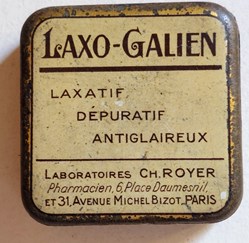 LAXO-GALIEN
LAXATIF
DÉPURATIF
ANTIGLAIREUX
LABORATOIRES CH. ROYER
Pharmacien, 6, Place Daumesnil,
ET 31, AVENUE MICHEL BIZOT, PARIS